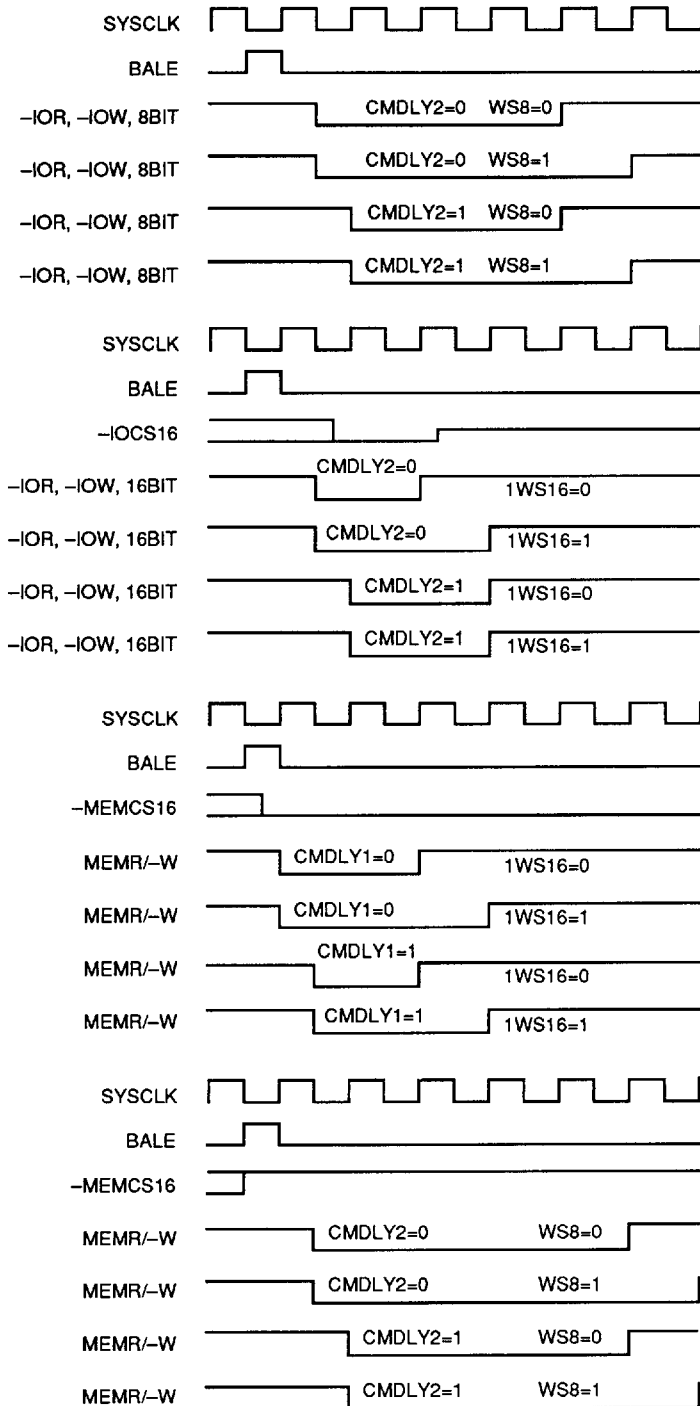 SYSCLK
BALE
–IOR, –IOW, 8BIT CMDLY2=0 WS8=0
–IOR, –IOW, 8BIT CMDLY2=0 WS8=1
–IOR, –IOW, 8BIT CMDLY2=1 WS8=0
–IOR, –IOW, 8BIT CMDLY2=1 WS8=1
SYSCLK
BALE
–IOCS16
–IOR, –IOW, 16BIT CMDLY2=0 1WS16=0
–IOR, –IOW, 16BIT CMDLY2=0 1WS16=1
–IOR, –IOW, 16BIT CMDLY2=1 1WS16=0
–IOR, –IOW, 16BIT CMDLY2=1 1WS16=1
SYSCLK
BALE
–MEMCS16
MEMR/–W CMDLY1=0 1WS16=0
MEMR/–W CMDLY1=0 1WS16=1
MEMR/–W CMDLY1=1 1WS16=0
MEMR/–W CMDLY1=1 1WS16=1
SYSCLK
BALE
–MEMCS16
MEMR/–W CMDLY2=0 WS8=0
MEMR/–W CMDLY2=0 WS8=1
MEMR/–W CMDLY2=1 WS8=0
MEMR/–W CMDLY2=1 WS8=1